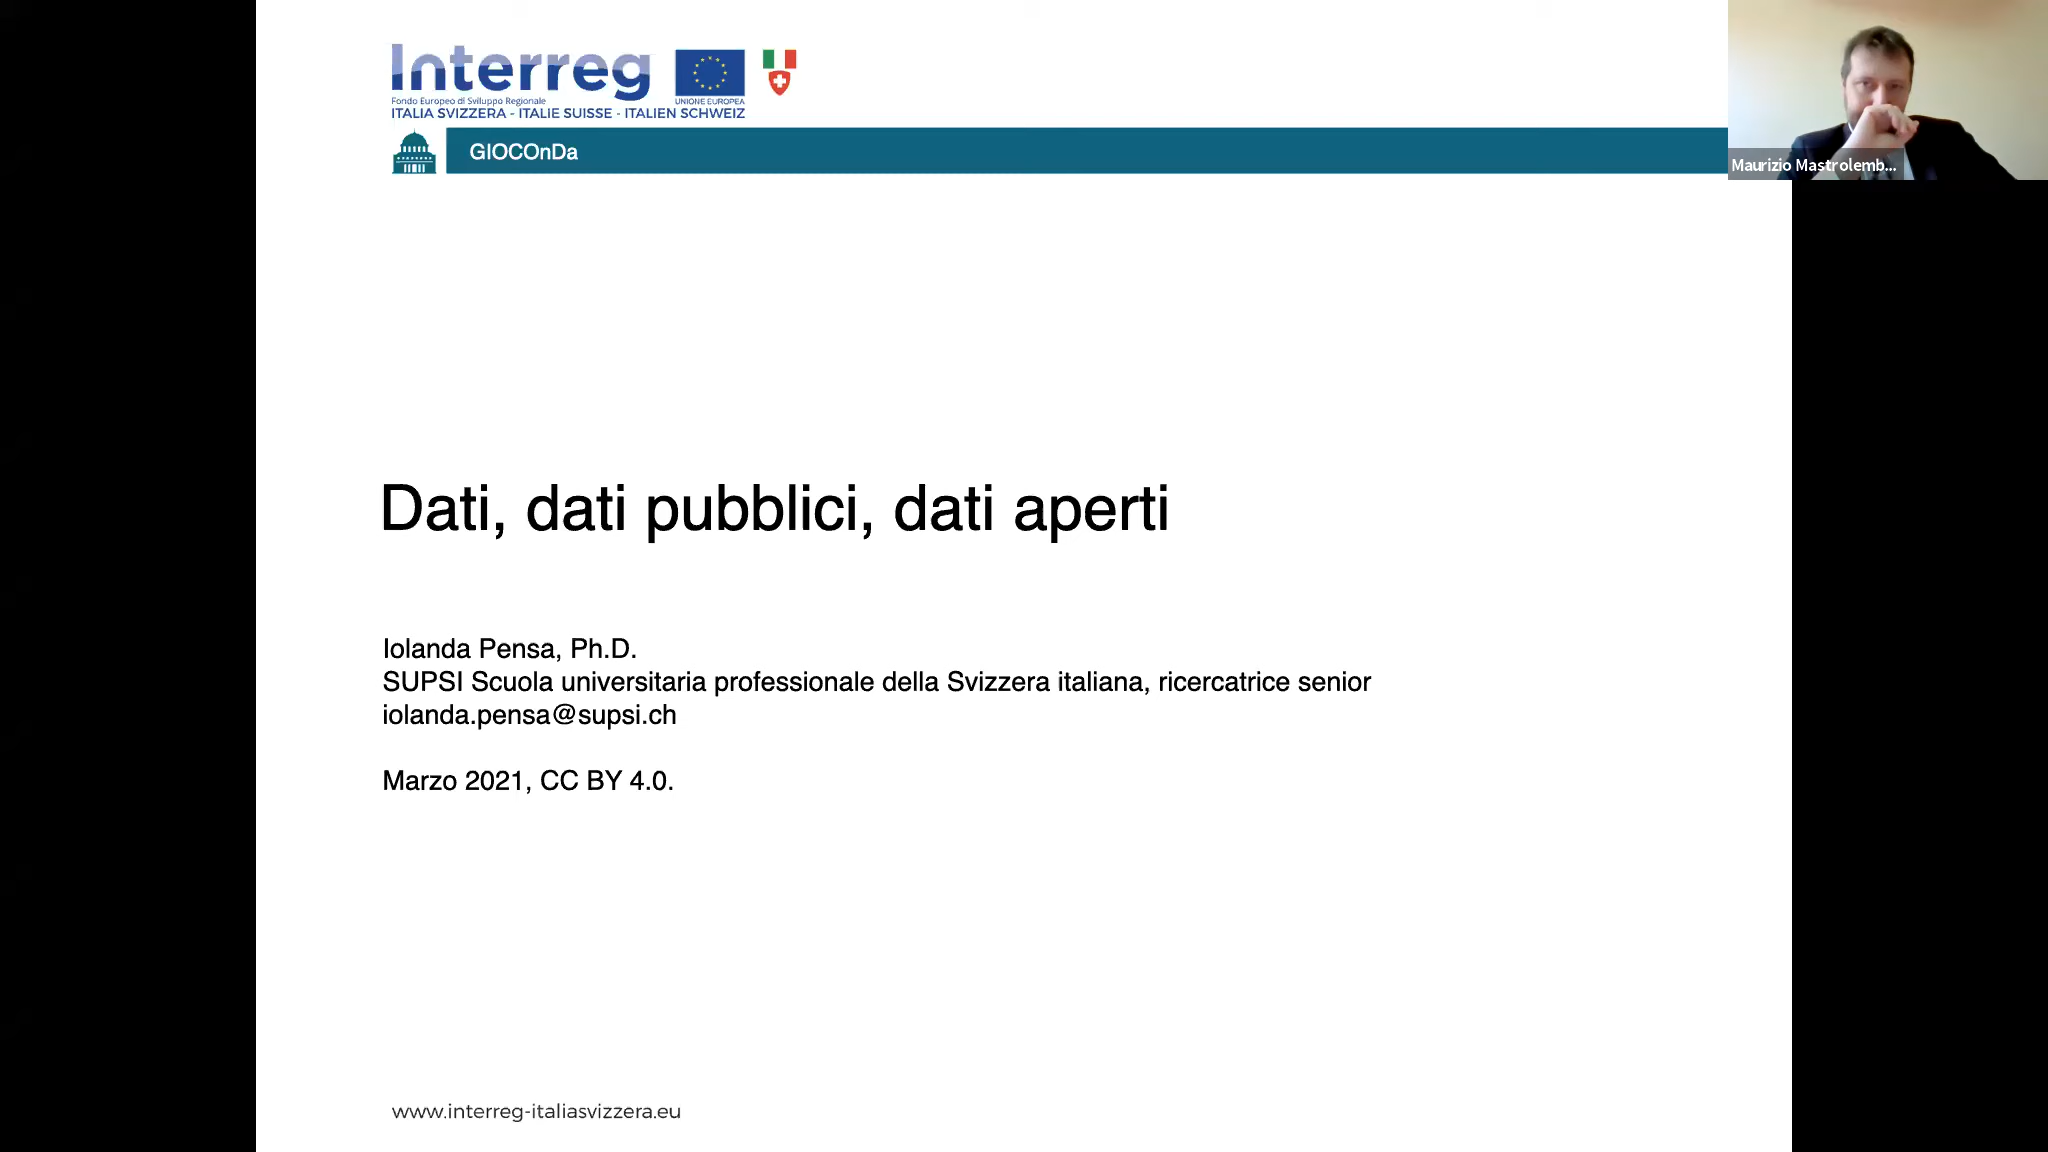 Interreg
Fondo Europeo di Sviluppo Regionale
UNIONE EUROPEA
ITALIA SVIZZERA - ITALIE SUISSE - ITALIEN SCHWEIZ
GIOCOnDa
Maurizio Mastrolemb...
Dati, dati pubblici, dati aperti
Iolanda Pensa, Ph.D.
SUPSI Scuola universitaria professionale della Svizzera italiana, ricercatrice senior
iolanda.pensa@supsi.ch
Marzo 2021, CC BY 4.0.
www.interreg-italiasvizzera.eu